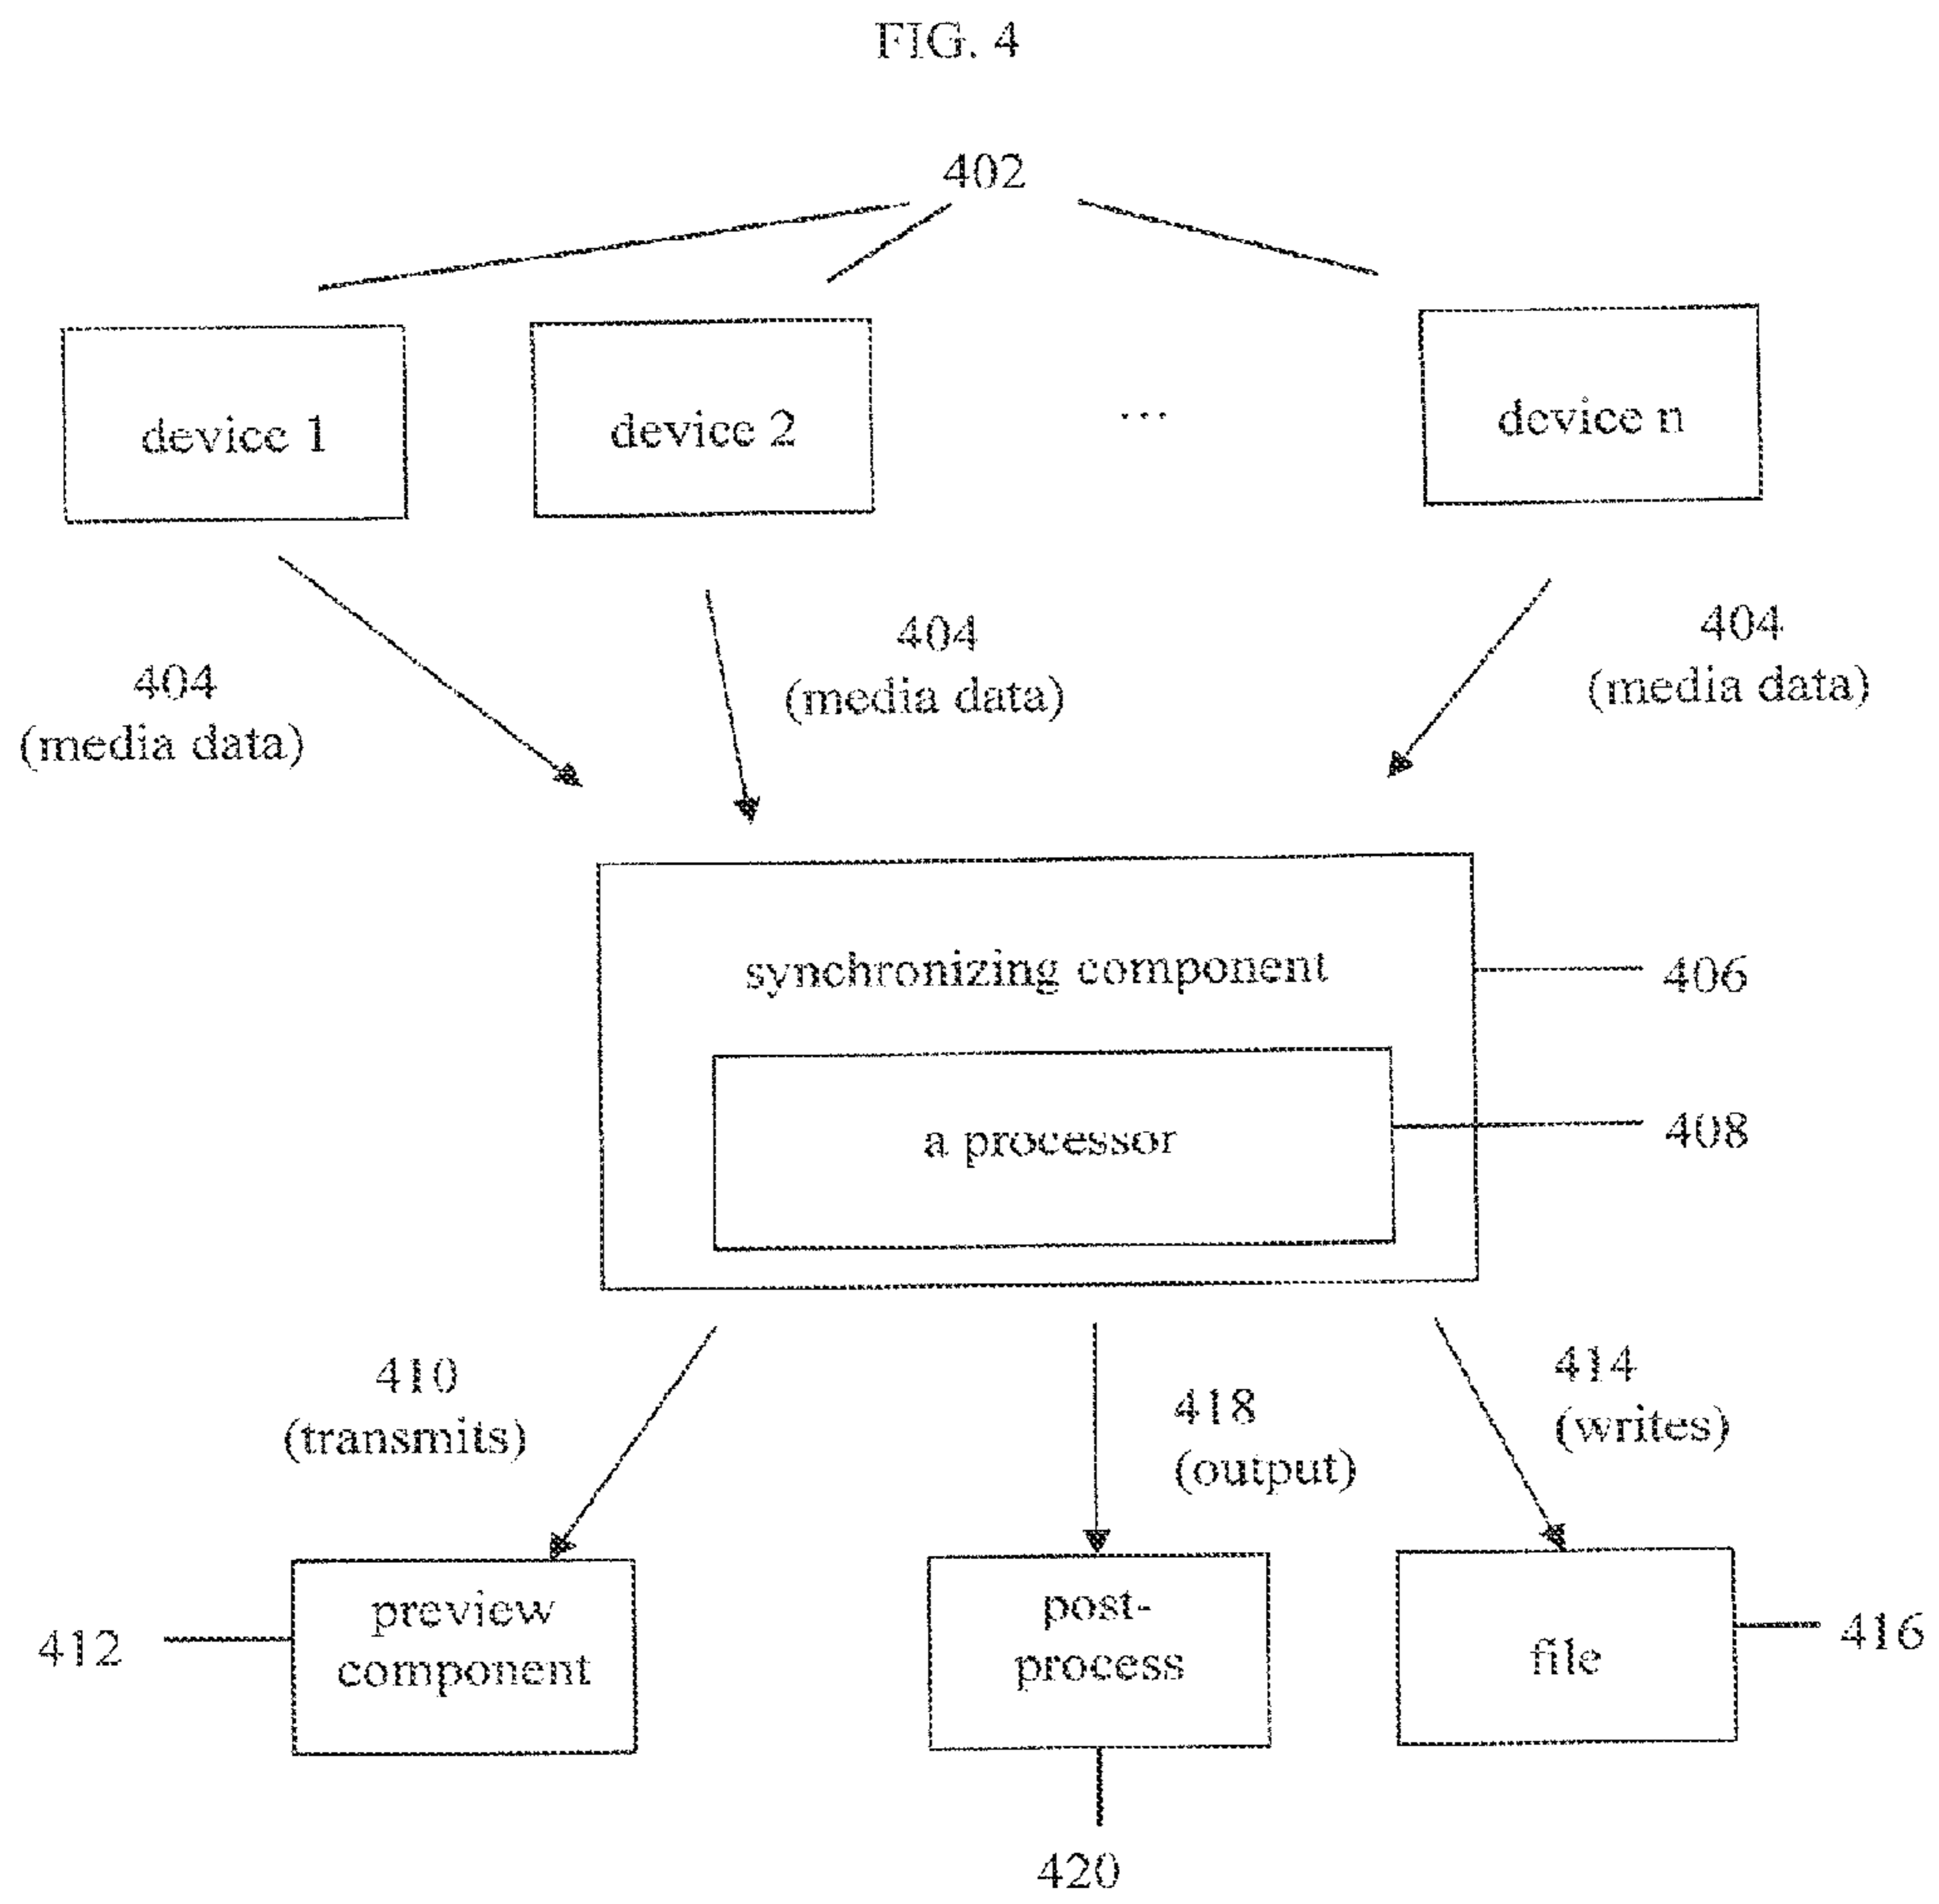 FIG. 4
402
device 1
device 2
...
device n
404
(media data)
404
(media data)
404
(media data)
synchronizing component
406
a processor
408
410
(transmits)
418
(output)
414
(writes)
412
preview
component
post-
process
file
416
420